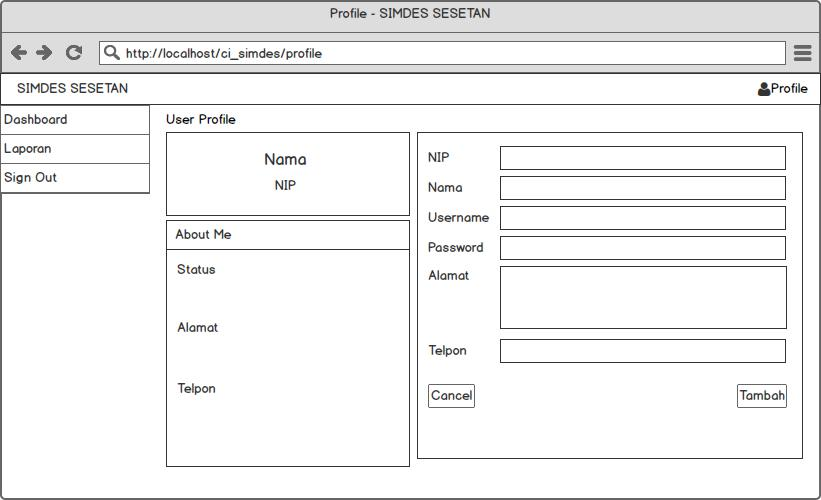 Profile - SIMDES SESETAN
http://localhost/ci_simdes/profile
SIMDES SESETAN
Profile
Dashboard
Laporan
Sign Out
User Profile
Nama
NIP
About Me
Status
Alamat
Telpon
NIP
Nama
Username
Password
Alamat
Telpon
Cancel
Tambah